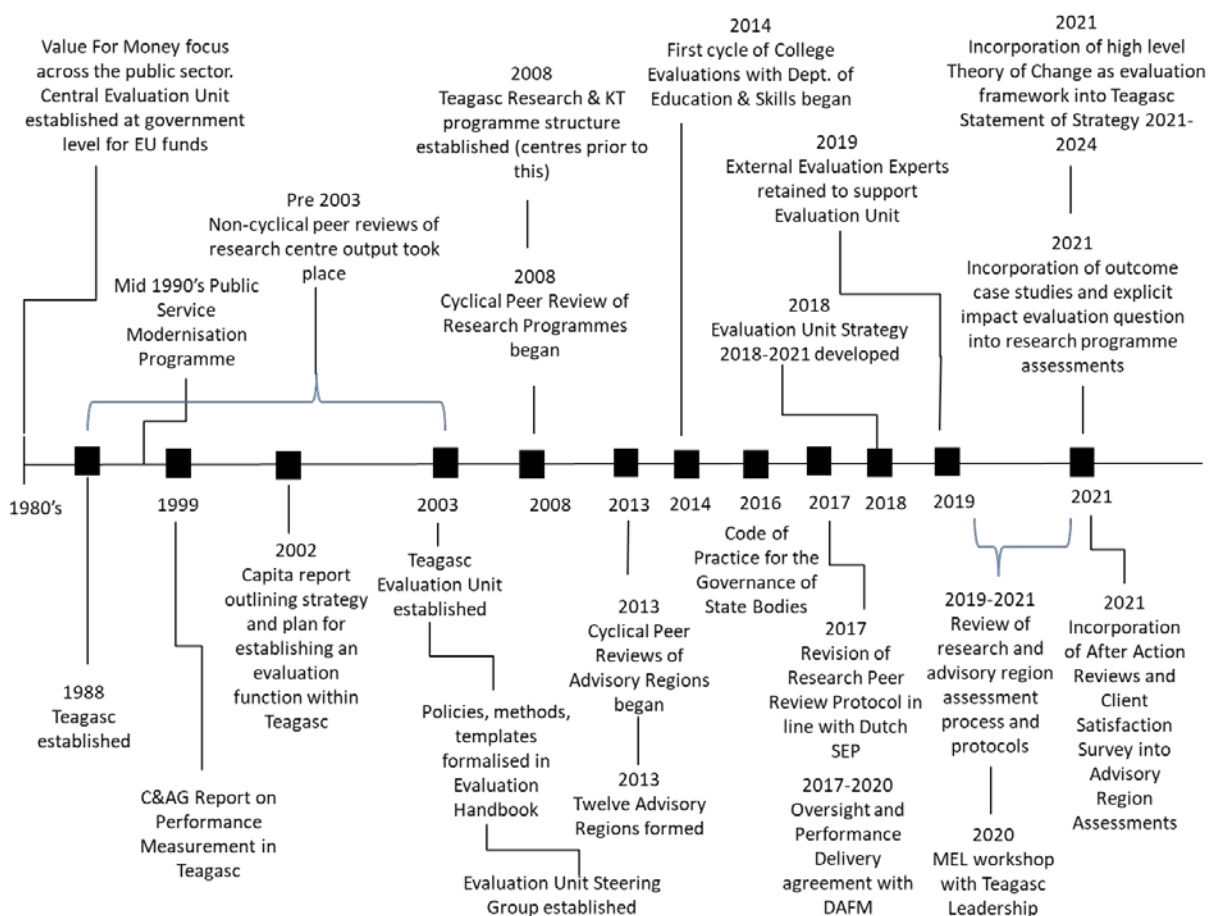 Value For Money focus
across the public sector.
Central Evaluation Unit
established at government
level for EU funds
Pre 2003
Non-cyclical peer reviews of
research centre output took
place
Mid 1990's Public
Service
Modernisation
Programme
2008
Teagasc Research & KT
programme structure
established (centres prior to
this)
2008
Cyclical Peer Review of
Research Programmes
began
2014
First cycle of College
Evaluations with Dept. of
Education & Skills began
2018
Evaluation Unit Strategy
2018-2021 developed
2019
External Evaluation Experts
retained to support
Evaluation Unit
2021
Incorporation of high level
Theory of Change as evaluation
framework into Teagasc
Statement of Strategy 2021-
2024
2021
Incorporation of outcome
case studies and explicit
impact evaluation question
into research programme
assessments
1980's
1999
2003
2008
2013
2014
2016
2017
2018
2019
2021
1988
Teagasc
established
C&AG Report on
Performance
Measurement in
Teagasc
2002
Capita report
outlining strategy
and plan for
establishing an
evaluation
function within
Teagasc
Teagasc
Evaluation Unit
established
Policies, methods,
templates
formalised in
Evaluation
Handbook
Evaluation Unit Steering
Group established
2013
Cyclical Peer
Reviews of
Advisory Regions
began
2013
Twelve Advisory
Regions formed
Code of
Practice for the
Governance of
State Bodies
2017
Revision of
Research Peer
Review Protocol in
line with Dutch
SEP
2017-2020
Oversight and
Performance
Delivery
agreement with
DAFM
2019-2021
Review of
research and
advisory region
assessment
process and
protocols
2020
MEL workshop
with Teagasc
Leadership
2021
Incorporation
of After Action
Reviews and
Client
Satisfaction
Survey into
Advisory
Region
Assessments